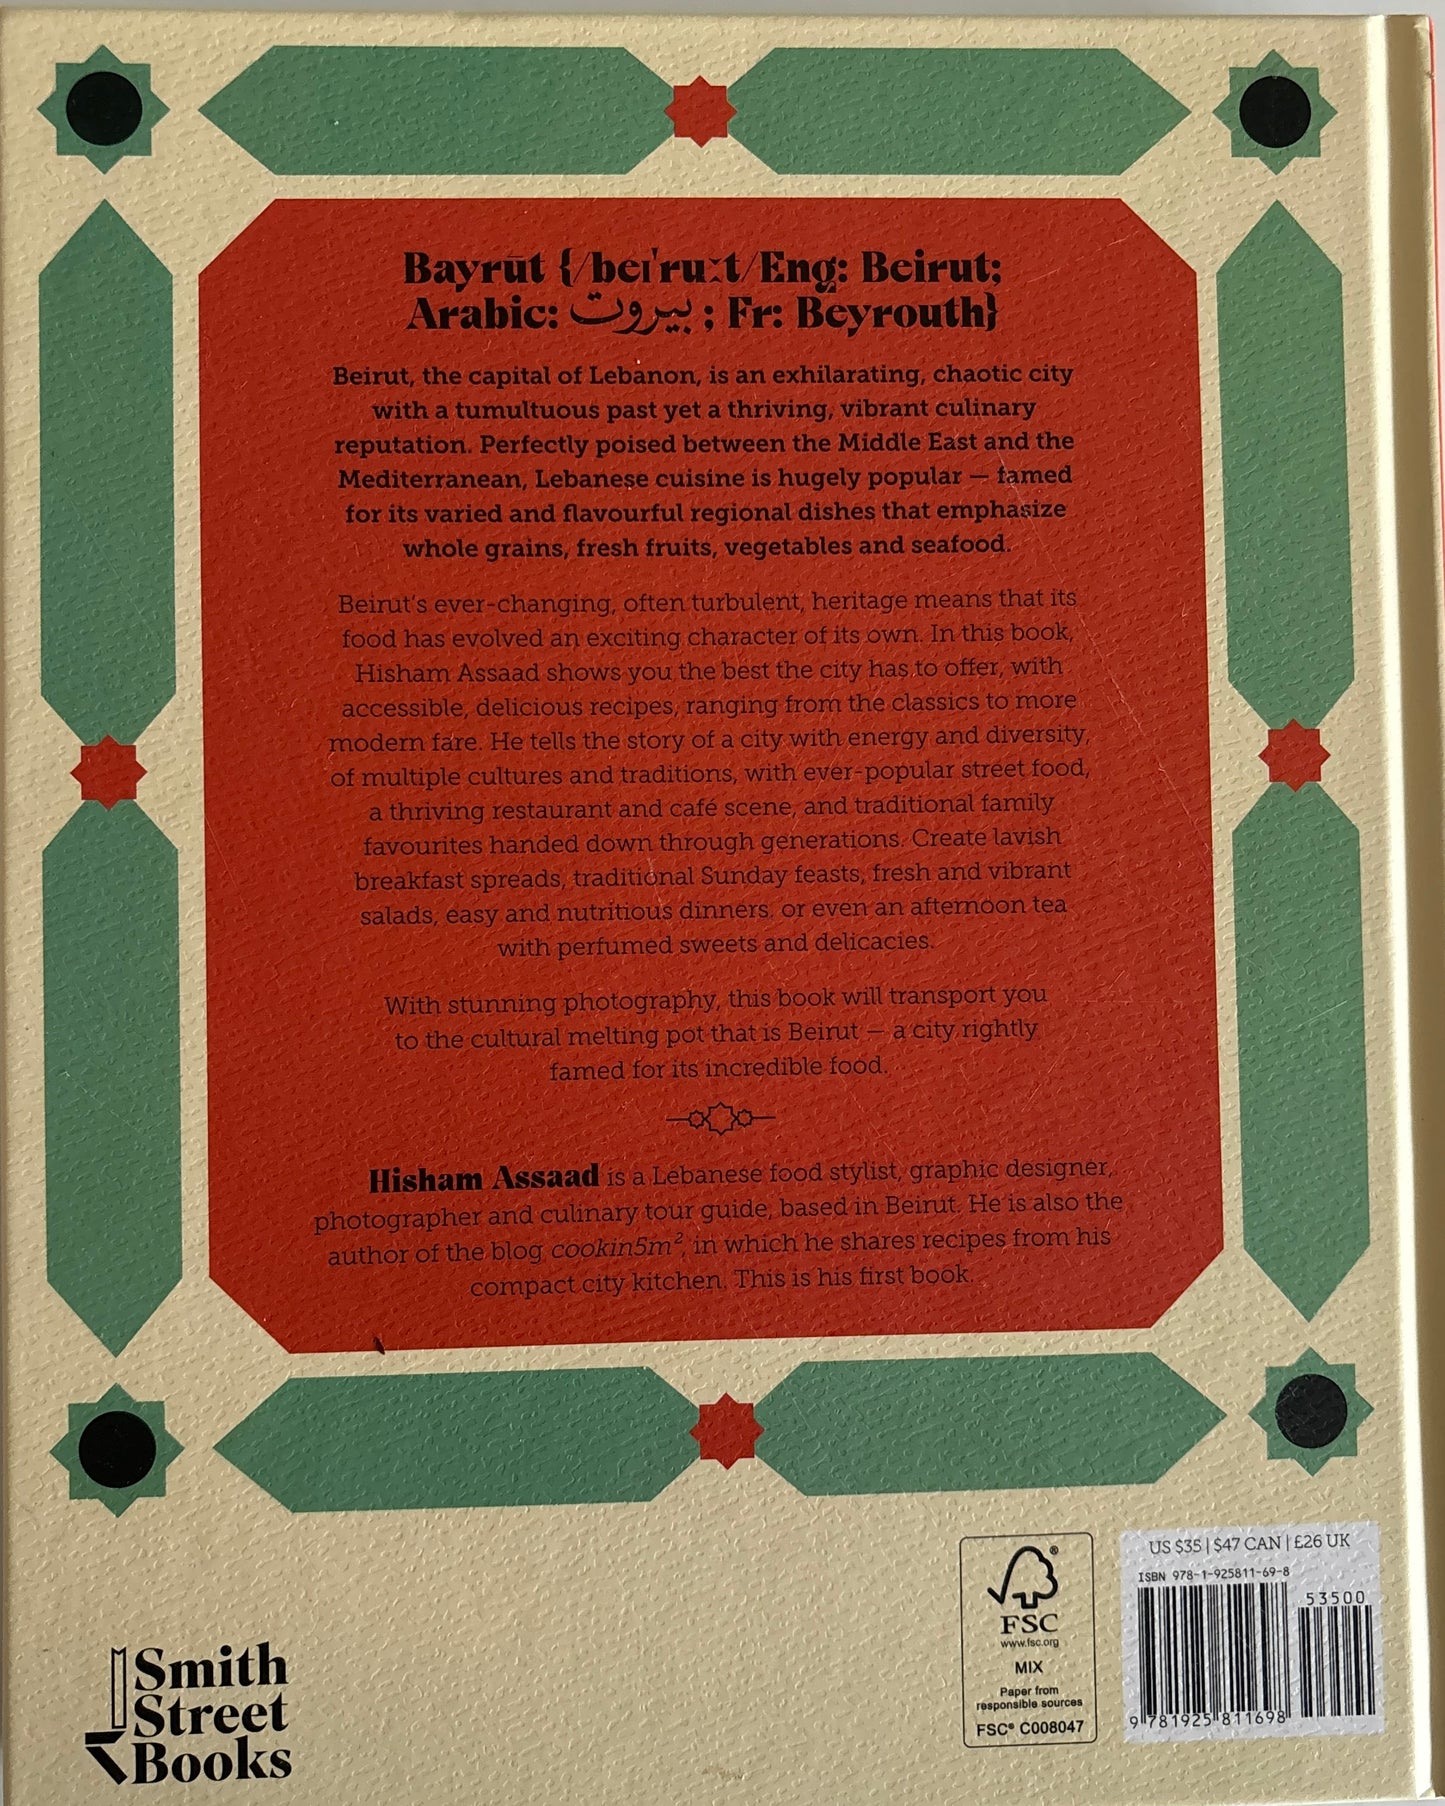 Bayrūt {/beɪˈruːt/Eng: Beirut;
Arabic: بيروت ; Fr: Beyrouth}
Beirut, the capital of Lebanon, is an exhilarating, chaotic city
with a tumultuous past yet a thriving, vibrant culinary
reputation. Perfectly poised between the Middle East and the
Mediterranean, Lebanese cuisine is hugely popular — famed
for its varied and flavourful regional dishes that emphasize
whole grains, fresh fruits, vegetables and seafood.
Beirut's ever-changing, often turbulent, heritage means that its
food has evolved an exciting character of its own. In this book,
Hisham Assaad shows you the best the city has to offer, with
accessible, delicious recipes, ranging from the classics to more
modern fare. He tells the story of a city with energy and diversity,
of multiple cultures and traditions, with ever-popular street food,
a thriving restaurant and café scene, and traditional family
favourites handed down through generations. Create lavish
breakfast spreads, traditional Sunday feasts, fresh and vibrant
salads, easy and nutritious dinners, or even an afternoon tea
with perfumed sweets and delicacies.
With stunning photography, this book will transport you
to the cultural melting pot that is Beirut — a city rightly
famed for its incredible food.
Hisham Assaad is a Lebanese food stylist, graphic designer,
photographer and culinary tour guide, based in Beirut. He is also the
author of the blog cookin5m², in which he shares recipes from his
compact city kitchen. This is his first book.
Smith
Street
Books
®
FSC
www.fsc.org
MIX
Paper from
responsible sources
FSC® C008047
US $35 | $47 CAN | £26 UK
ISBN 978-1-925811-69-8
53500
9 781925 811698